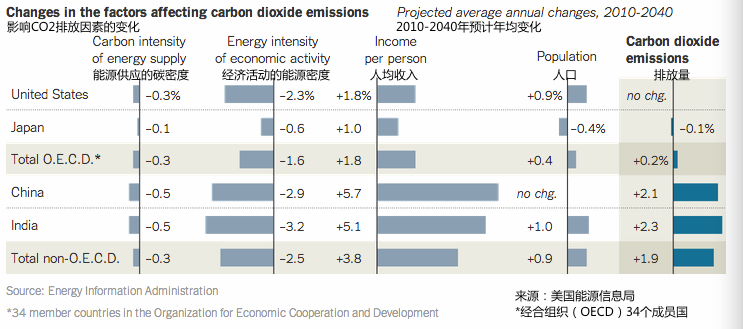 Changes in the factors affecting carbon dioxide emissions
Projected average annual changes, 2010-2040
影响CO2排放因素的变化
2010-2040年预计年均变化
Carbon intensity
of energy supply
能源供应的碳密度
Energy intensity
of economic activity
经济活动的能源密度
Income
per person
人均收入
Population
人口
Carbon dioxide
emissions
排放量
United States –0.3% –2.3% +1.8% +0.9% no chg.
Japan –0.1 –0.6 +1.0 –0.4% –0.1%
Total O.E.C.D.* –0.3 –1.6 +1.8 +0.4 +0.2%
China –0.5 –2.9 +5.7 no chg. +2.1
India –0.5 –3.2 +5.1 +1.0 +2.3
Total non-O.E.C.D. –0.3 –2.5 +3.8 +0.9 +1.9
Source: Energy Information Administration
来源：美国能源信息局
*34 member countries in the Organization for Economic Cooperation and Development
*经合组织（OECD）34个成员国